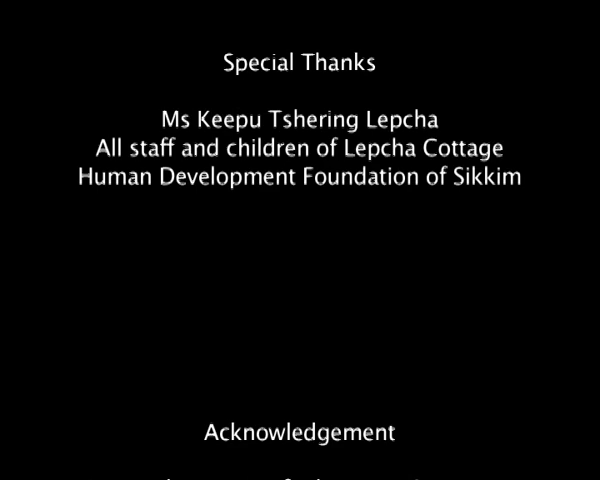 Special Thanks
Ms Keepu Tshering Lepcha
All staff and children of Lepcha Cottage
Human Development Foundation of Sikkim
Acknowledgement